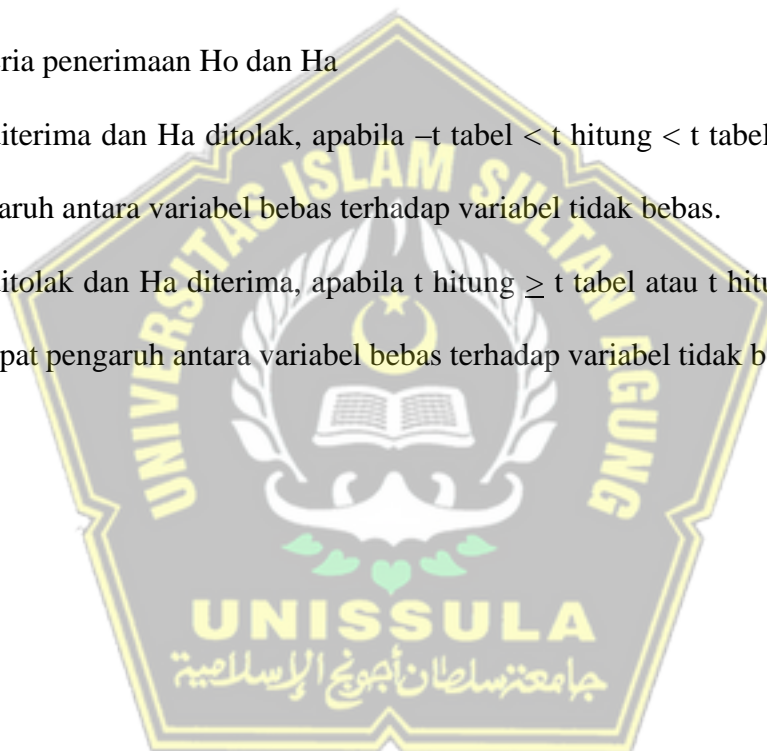 ria penerimaan Ho dan Ha
iterima dan Ha ditolak, apabila –t tabel < t hitung < t tabel
aruh antara variabel bebas terhadap variabel tidak bebas.
itolak dan Ha diterima, apabila t hitung ≥ t tabel atau t hitu
pat pengaruh antara variabel bebas terhadap variabel tidak b
UNIVERSITAS ISLAM SULTAN AGUNG
UNISSULA
جامعة سلطان أجونج الإسلامية